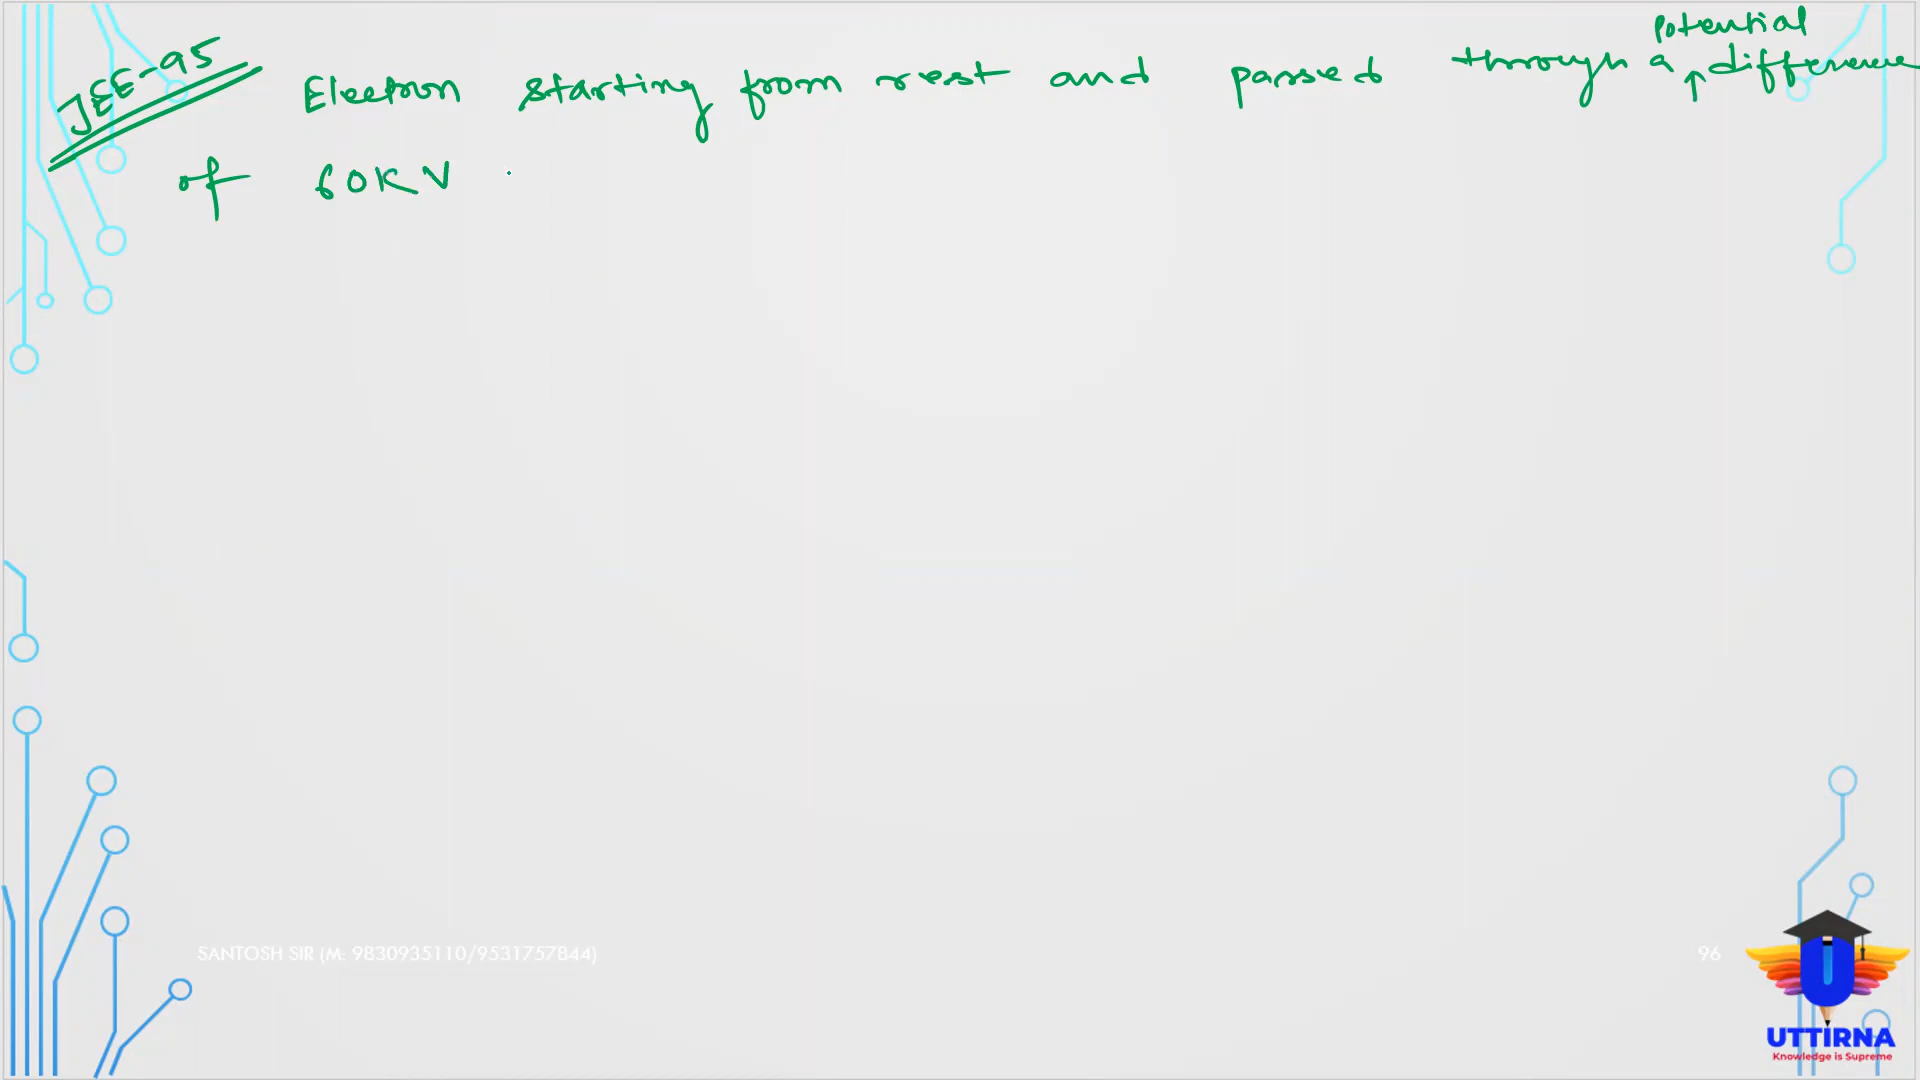 JEE-95
Electron starting from rest and passed through a potential difference
of 60KV
SANTOSH SIR (M: 9830935110/9531757844)
96
UTTIRNA
Knowledge is Supreme